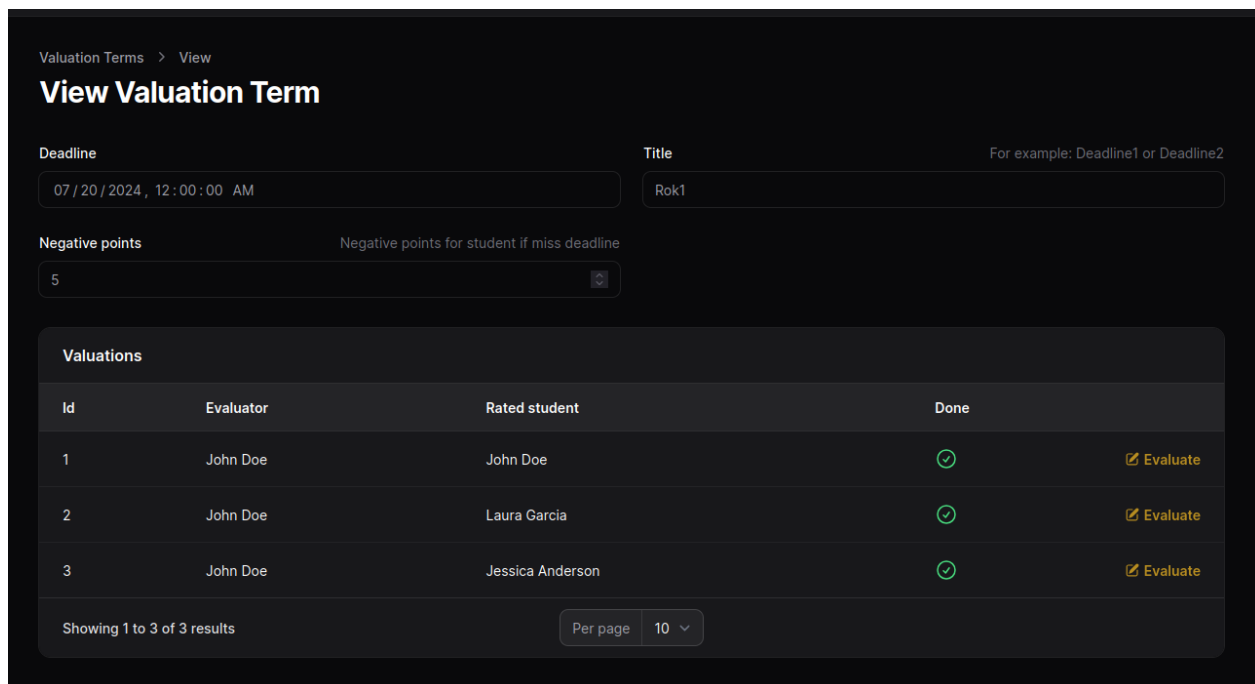 Valuation Terms > View
View Valuation Term
Deadline
07/20/2024, 12:00:00 AM
Title For example: Deadline1 or Deadline2
Rok1
Negative points Negative points for student if miss deadline
5
Valuations
Id Evaluator Rated student Done
1 John Doe John Doe Evaluate
2 John Doe Laura Garcia Evaluate
3 John Doe Jessica Anderson Evaluate
Showing 1 to 3 of 3 results Per page 10